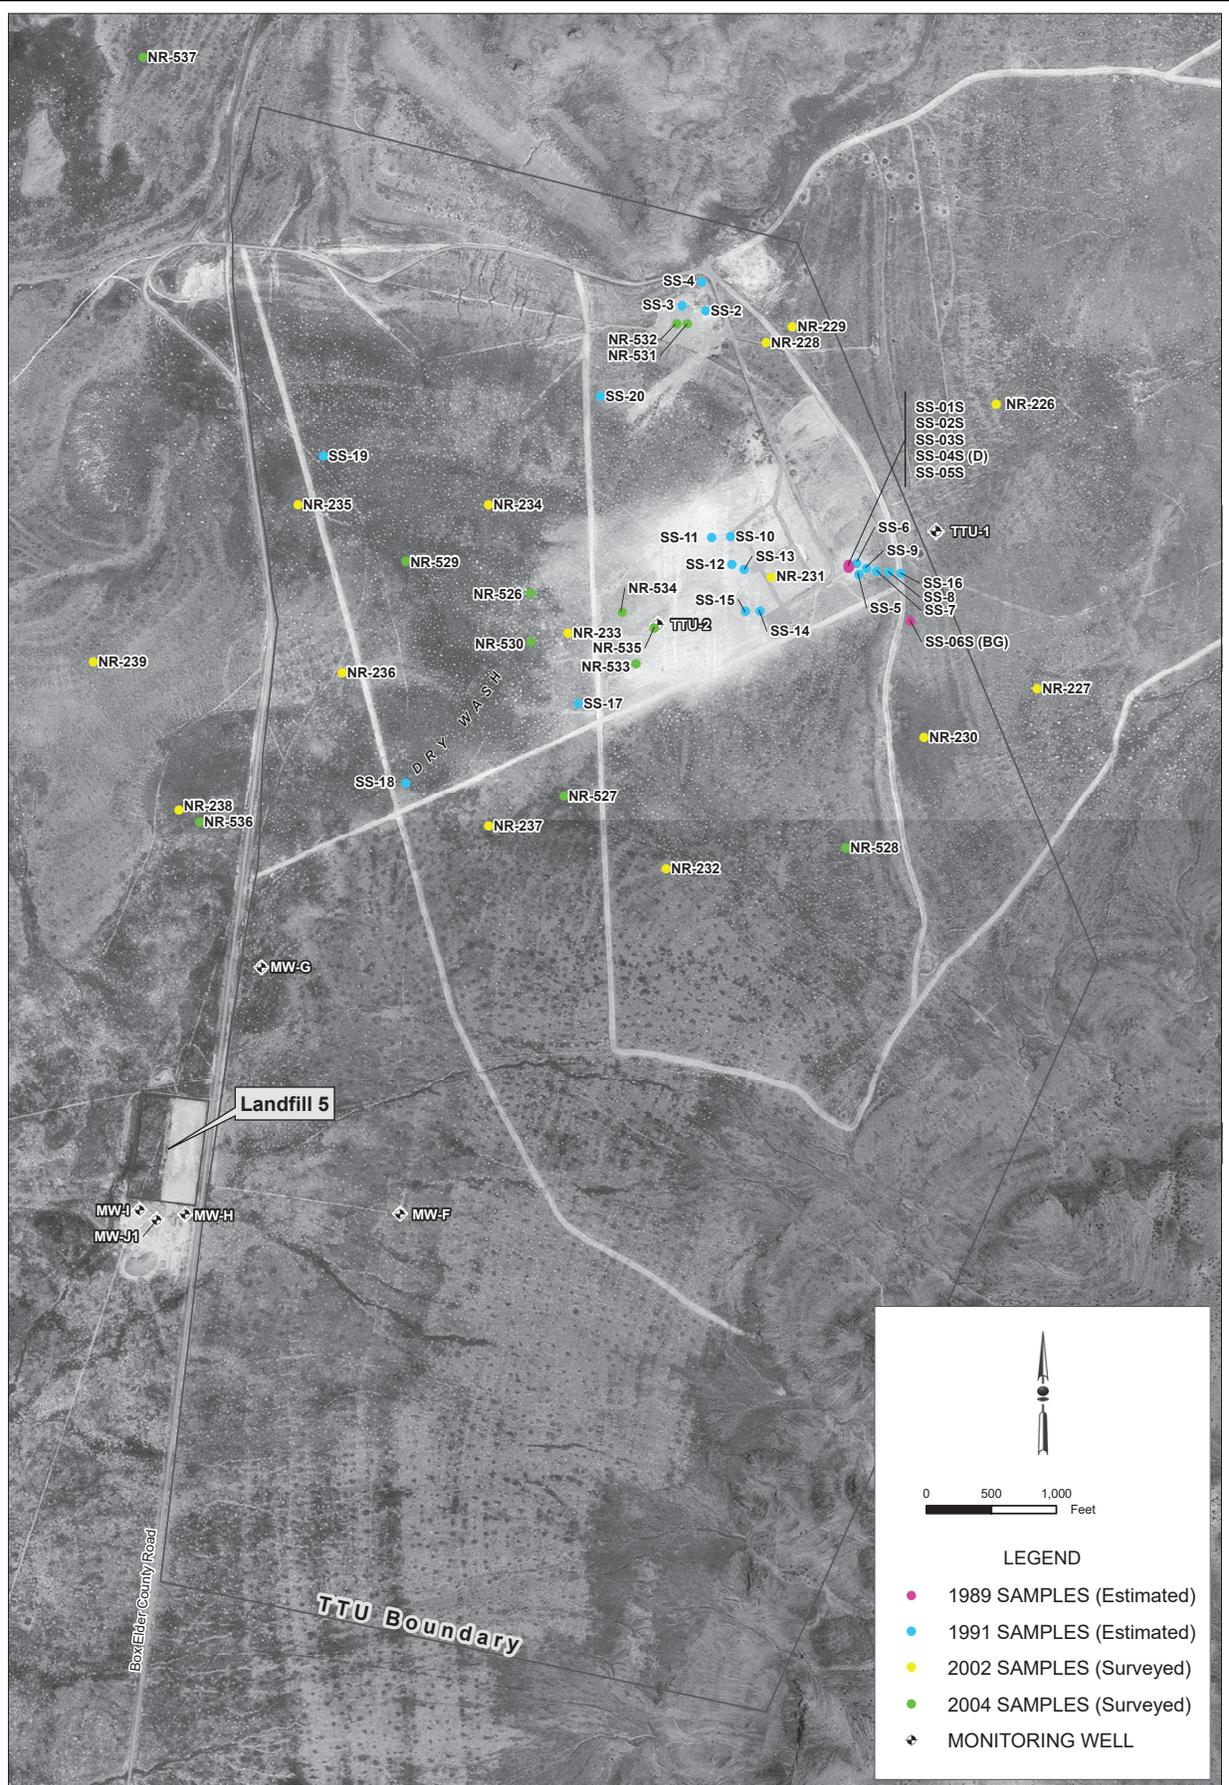 NR-537
SS-4
SS-3
SS-2
NR-229
NR-532
NR-228
NR-531
SS-20
NR-226
SS-01S
SS-02S
SS-03S
SS-04S (D)
SS-05S
SS-19
NR-235
NR-234
SS-6
TTU-1
SS-11
SS-10
SS-9
SS-13
NR-529
SS-12
NR-231
SS-16
NR-534
NR-526
SS-8
SS-15
SS-5
SS-7
TTU-2
NR-233
SS-14
NR-530
NR-535
SS-06S (BG)
NR-239
NR-533
NR-236
NR-227
DRY WASH
SS-17
NR-230
SS-18
NR-527
NR-238
NR-536
NR-237
NR-528
NR-232
MW-G
Landfill 5
MW-I
MW-H
MW-F
MW-J1
0 500 1,000
Feet
LEGEND
1989 SAMPLES (Estimated)
1991 SAMPLES (Estimated)
2002 SAMPLES (Surveyed)
2004 SAMPLES (Surveyed)
MONITORING WELL
Box Elder County Road
TTU Boundary